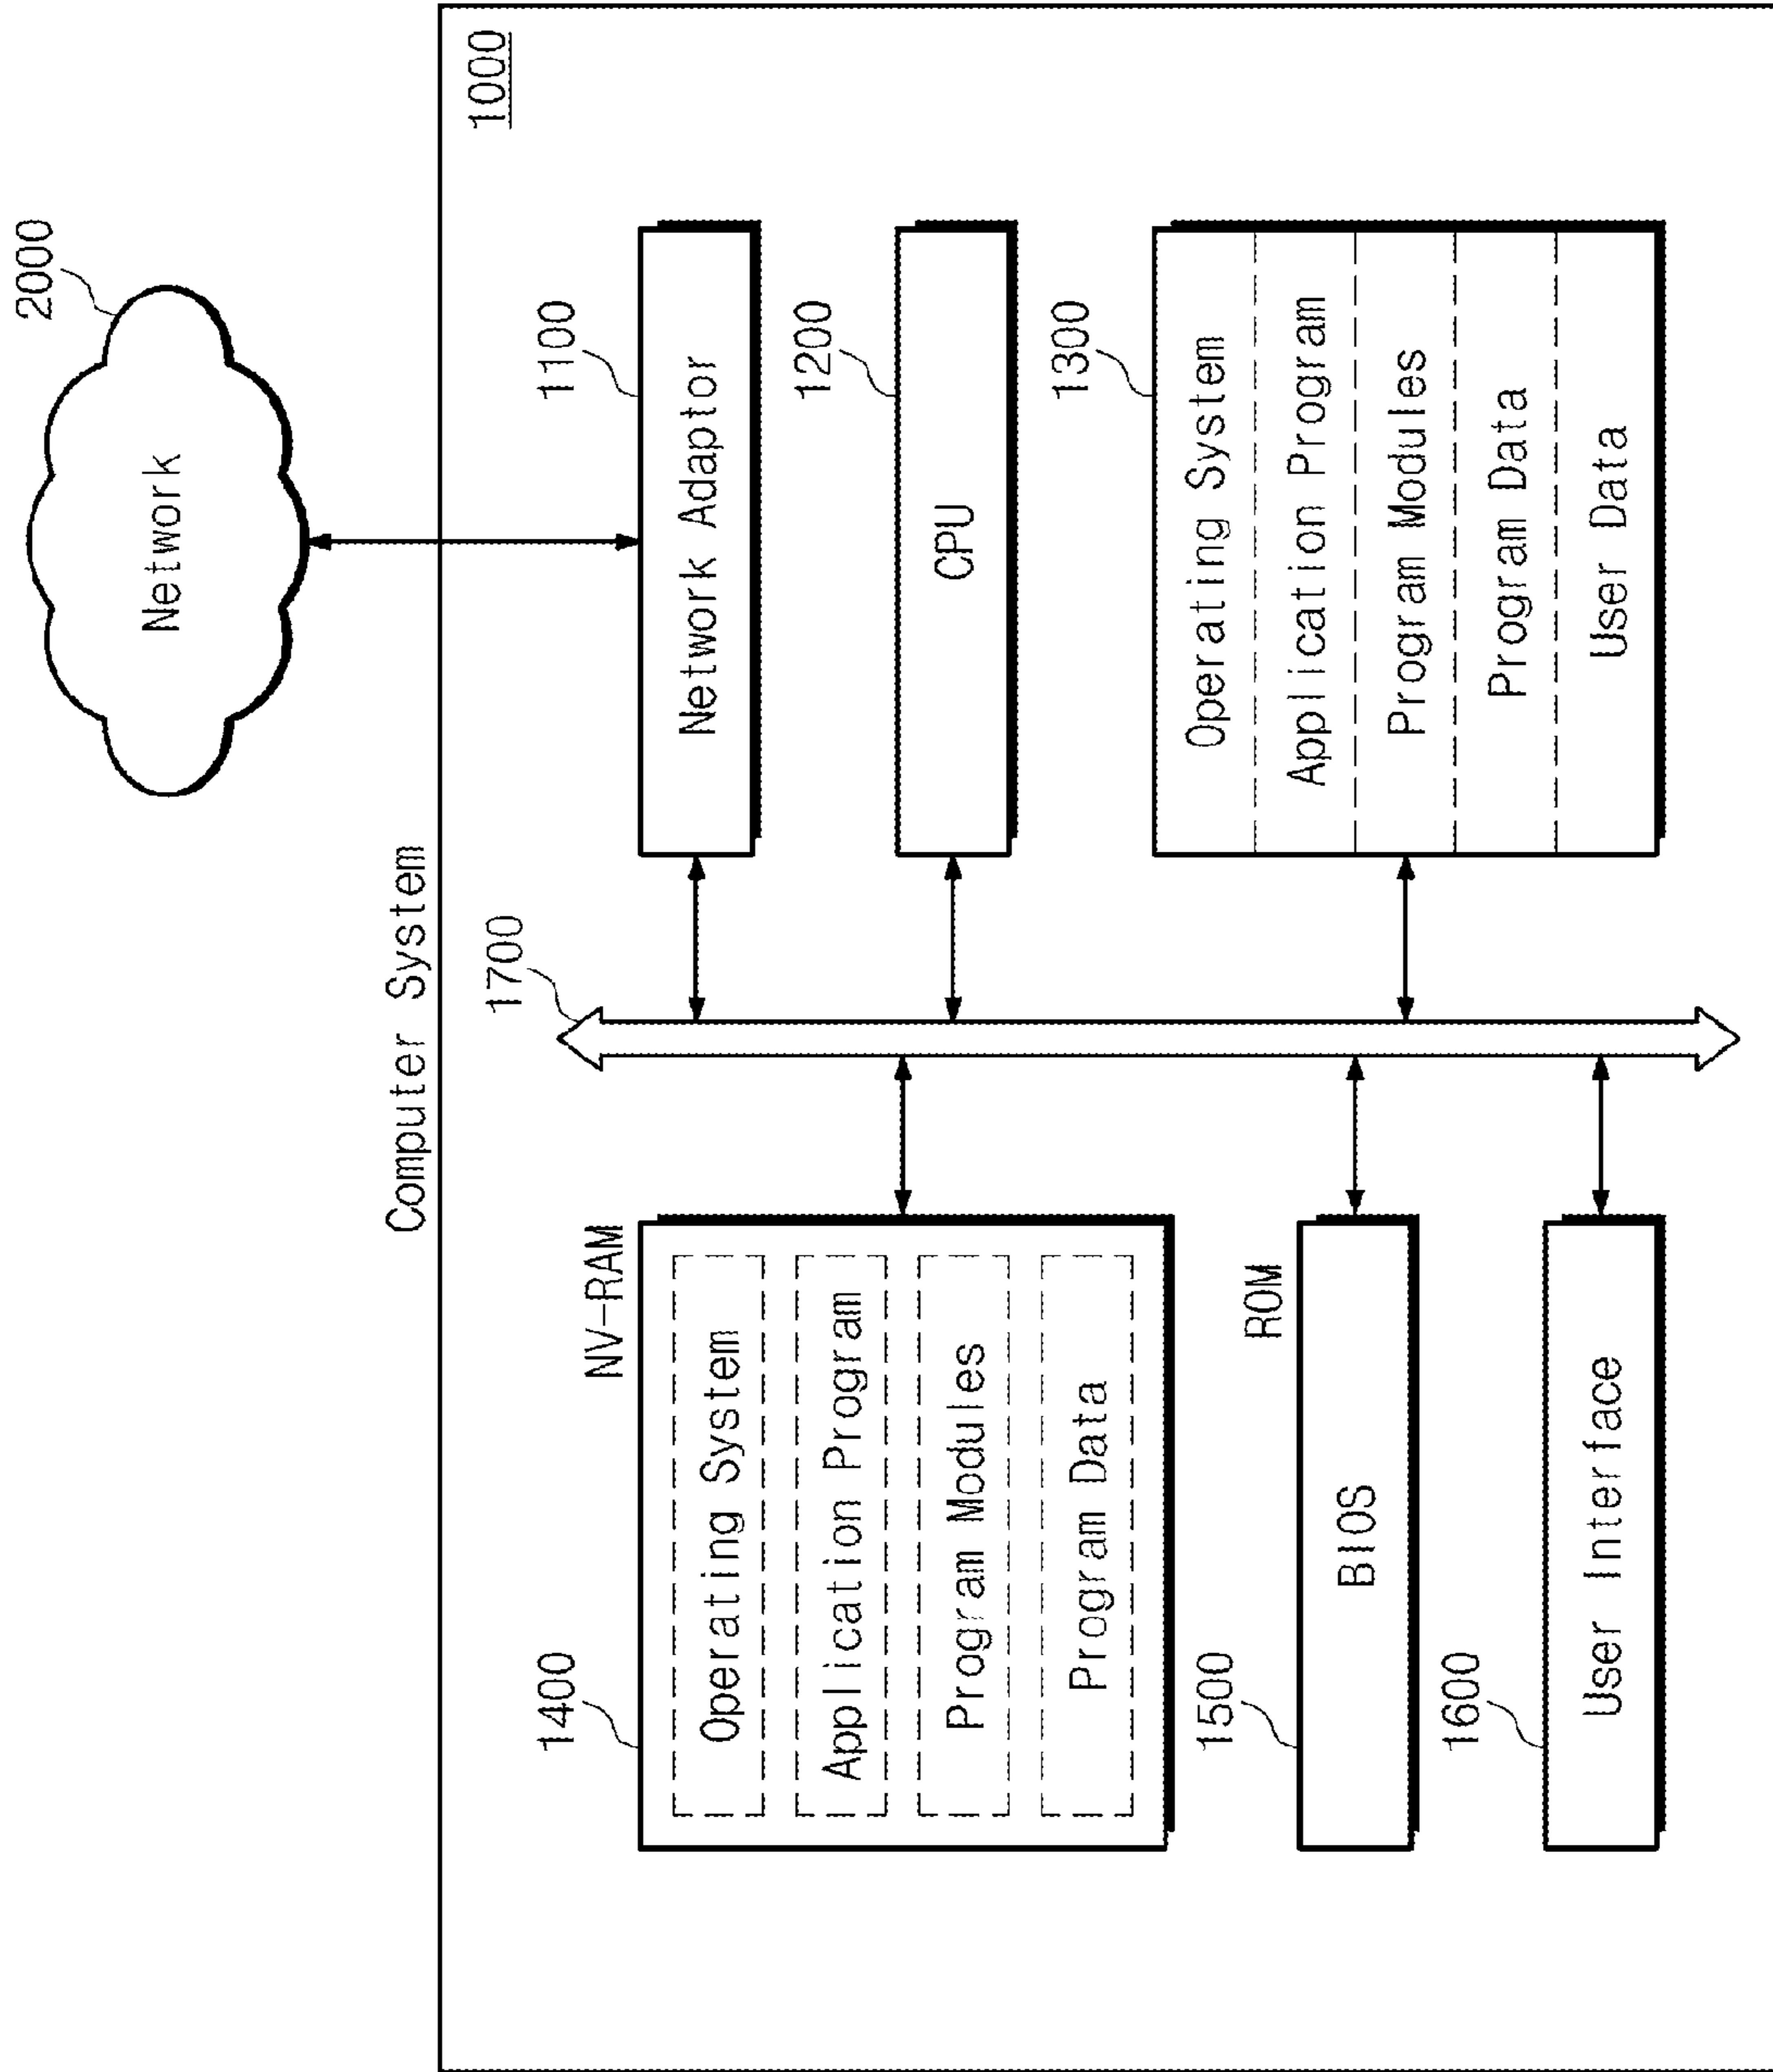 2000
Network
Computer System
1000
1700
1100
Network Adaptor
1200
CPU
1300
Operating System
Application Program
Program Modules
Program Data
User Data
1400
NV-RAM
Operating System
Application Program
Program Modules
Program Data
1500
ROM
BIOS
1600
User Interface